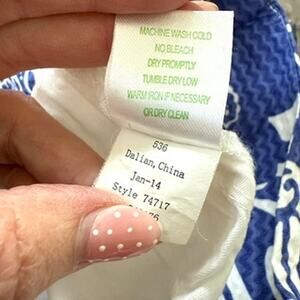 MACHINE WASH COLD
NO BLEACH
DRY PROMPTLY
TUMBLE DRY LOW
WARM IRON IF NECESSARY
OR DRY CLEAN
536
Dalian, China
Jan-14
Style 74717